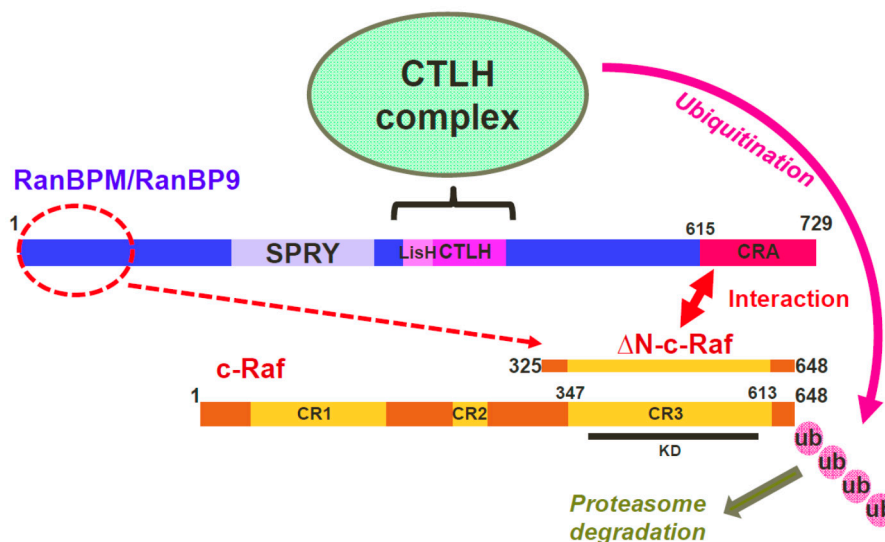 CTLH
complex
Ubiquitination
RanBPM/RanBP9
1
615
729
SPRY
LisH
CTLH
CRA
Interaction
ΔN-c-Raf
325
648
c-Raf
1
347
613
648
CR1
CR2
CR3
KD
ub
ub
ub
ub
Proteasome
degradation